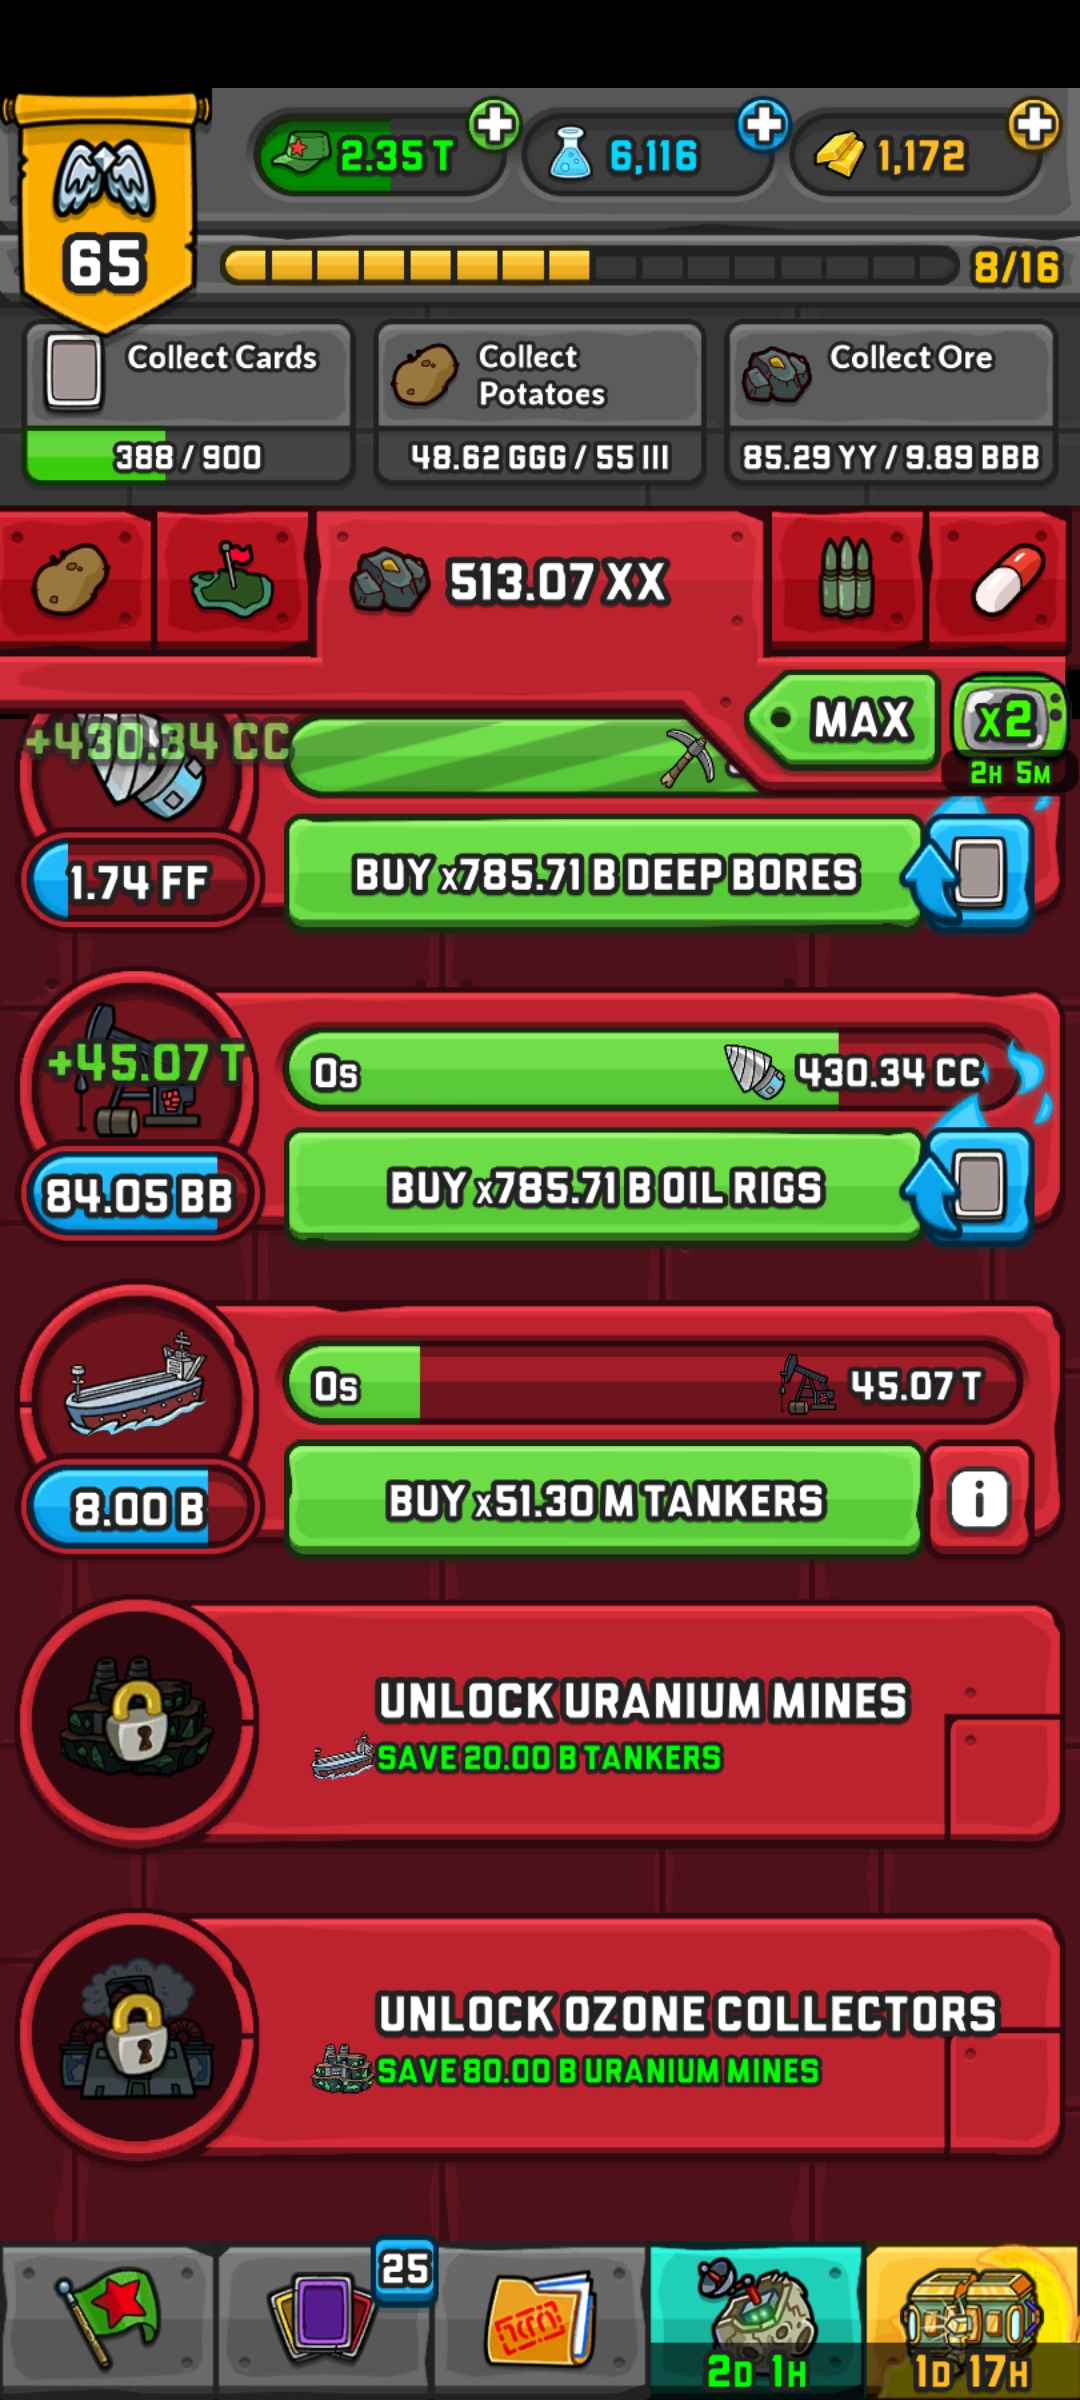 2.35 T
6,116
1,172
65
8/16
Collect Cards
388 / 900
Collect
Potatoes
48.62 GGG / 55 III
Collect Ore
85.29 YY / 9.89 BBB
513.07 XX
MAX
x2
2H 5M
+430.34 CC
1.74 FF
BUY x785.71 B DEEP BORES
+45.07 T
0s
430.34 CC
84.05 BB
BUY x785.71 B OIL RIGS
0s
45.07 T
8.00 B
BUY x51.30 M TANKERS
i
UNLOCK URANIUM MINES
SAVE 20.00 B TANKERS
UNLOCK OZONE COLLECTORS
SAVE 80.00 B URANIUM MINES
25
2D 1H
1D 17H